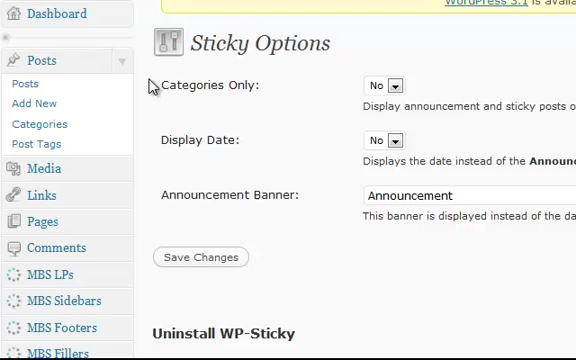 WordPress 3.1 is availa
Dashboard
Sticky Options
Posts
Posts
Add New
Categories
Post Tags
Media
Links
Pages
Comments
MBS LPs
MBS Sidebars
MBS Footers
MBS Fillers
Categories Only:
No
Display announcement and sticky posts o
Display Date:
No
Displays the date instead of the Announc
Announcement Banner:
Announcement
This banner is displayed instead of the da
Save Changes
Uninstall WP-Sticky